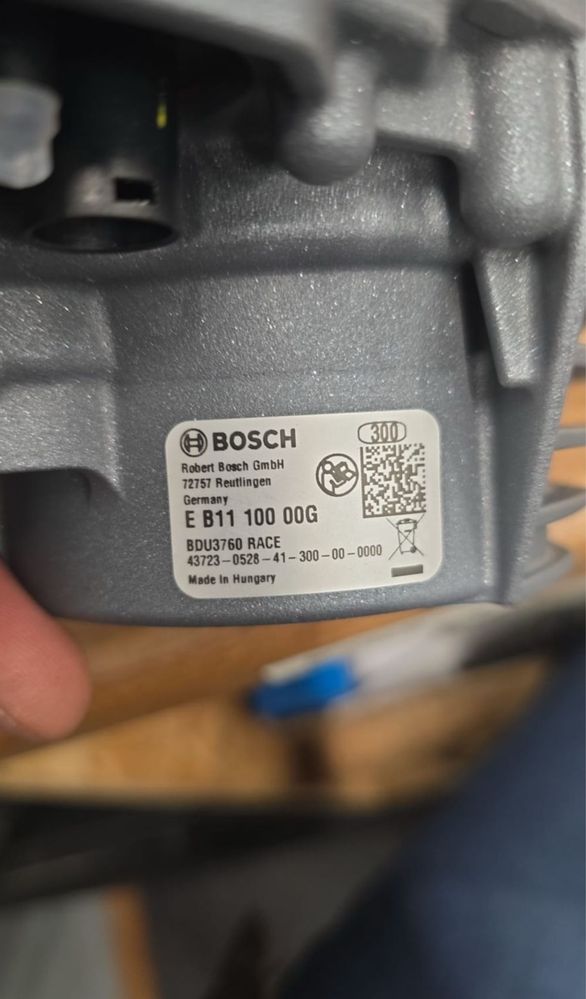 BOSCH
300
Robert Bosch GmbH
72757 Reutlingen
Germany
E B11 100 00G
BDU3760 RACE
43723-0528-41-300-00-0000
Made in Hungary